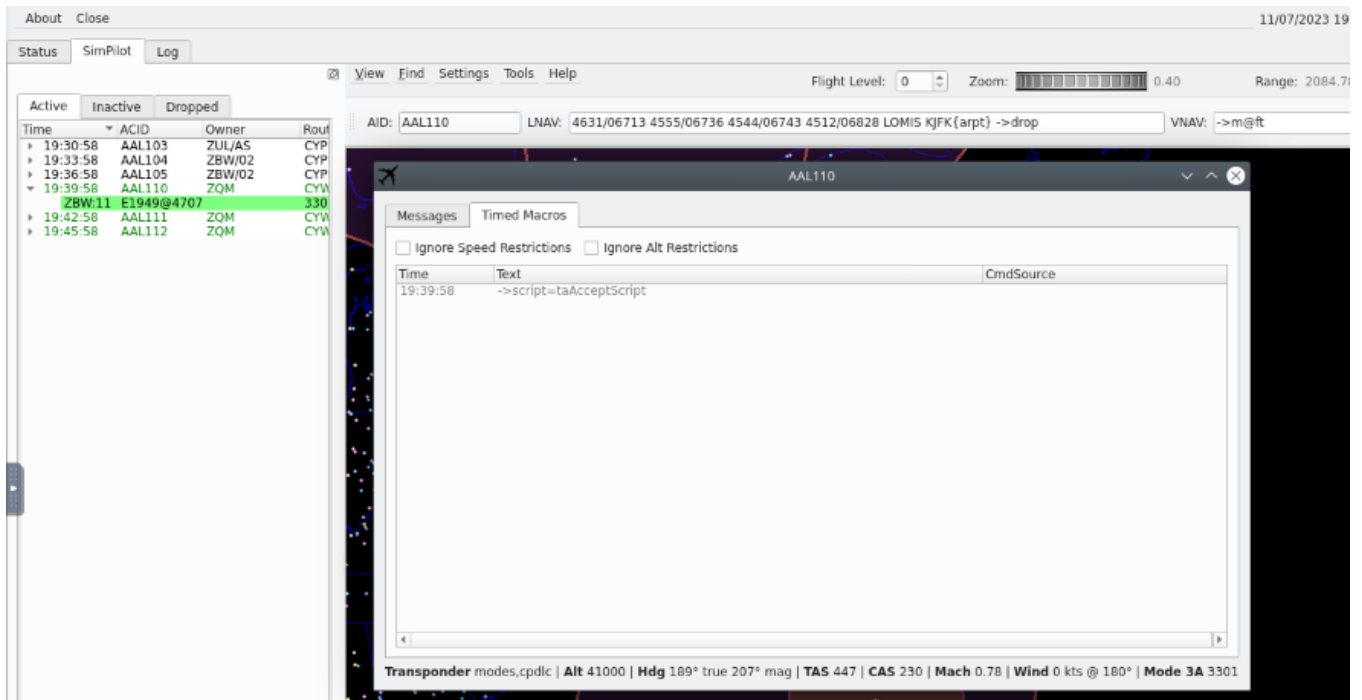 About Close 11/07/2023 19
Status SimPilot Log
View Find Settings Tools Help Flight Level: 0 Zoom: 0.40 Range: 2084.78
Active Inactive Dropped
AID: AAL110 LNAV: 4631/06713 4555/06736 4544/06743 4512/06828 LOMIS KJFK{arpt} ->drop VNAV: ->m@ft
Time ACID Owner Rout
19:30:58 AAL103 ZUL/AS CYP
19:33:58 AAL104 ZBW/02 CYP
19:36:58 AAL105 ZBW/02 CYP
19:39:58 AAL110 ZQM CYW
ZBW:11 E1949@4707 330
19:42:58 AAL111 ZQM CYW
19:45:58 AAL112 ZQM CYW
AAL110
Messages Timed Macros
Ignore Speed Restrictions Ignore Alt Restrictions
Time Text CmdSource
19:39:58 ->script=taAcceptScript
Transponder modes,cpdlc | Alt 41000 | Hdg 189° true 207° mag | TAS 447 | CAS 230 | Mach 0.78 | Wind 0 kts @ 180° | Mode 3A 3301